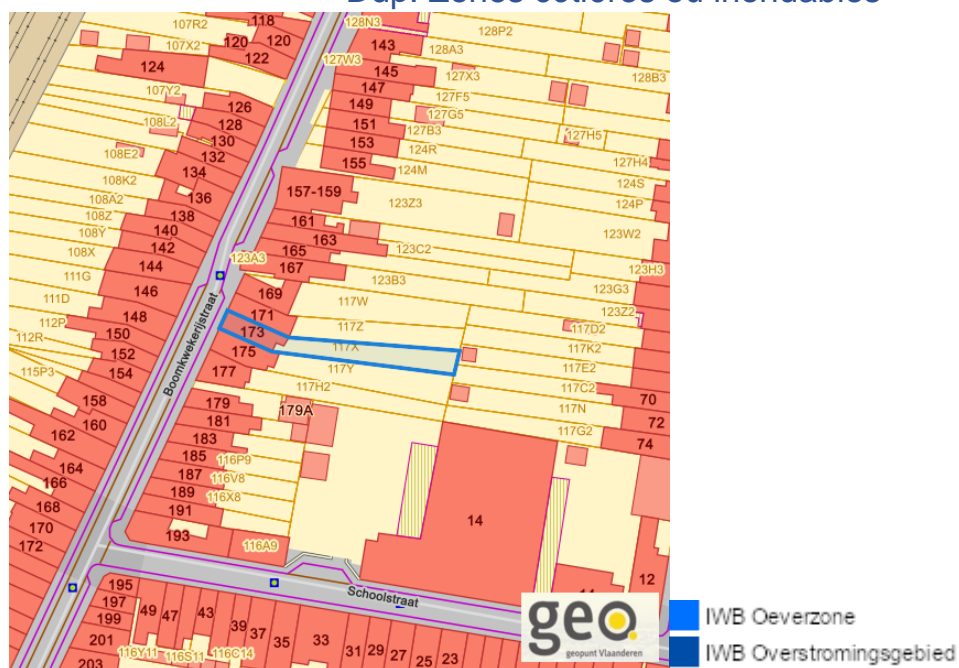 Dup. Zones côtières ou inondables
107R2 118 128N3 128P2
107X2 120 120 143 128A3
122 127W3 145 128B3
124 147 127X3
107Y2 149 127F5
126 127G5
108L2 128 151 127B3 127H5
130 153 124R
108E2 132 155 124M 127H4
134 124S
108K2 136 157-159 124P
108A2 138 123Z3
108Z 140 161 123W2
108Y 142 163 123C2
108X 144 123A3 165 123H3
111G 146 167 123B3 123G3
111D 148 169 117W 123Z2
112P 150 171 117Z 117D2
112R 152 173 117X 117K2
115P3 154 175 117Y 117E2
158 177 117H2 117C2
160 179 179A 117N 70
162 181 117G2 72
183 74
164 185 116P9
166 187 116V8
168 189 116X8
170 191 14
172 193 116A9
Boomkwekerijstraat
Schoolstraat
12
195
197 49 47 43 39 37 35 33 31 29 27 25 23
199
201 116Y11 116S11 116C14
203
geo.
geopunt Vlaanderen
IWB Oeverzone
IWB Overstromingsgebied